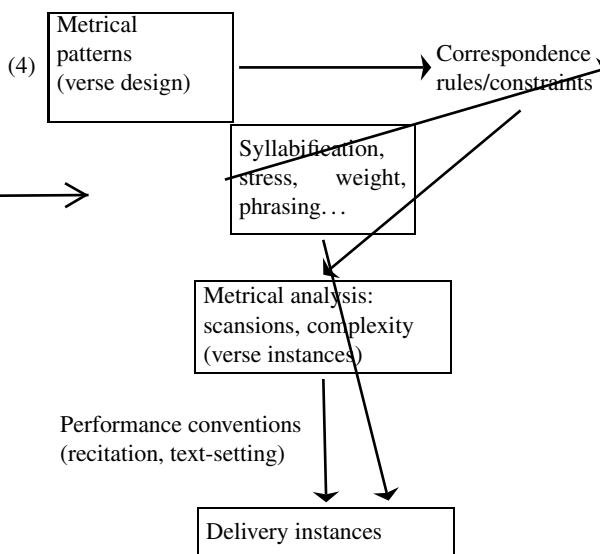 (4)
Metrical
patterns
(verse design)
Correspondence
rules/constraints
Syllabification,
stress, weight,
phrasing…
Metrical analysis:
scansions, complexity
(verse instances)
Performance conventions
(recitation, text-setting)
Delivery instances